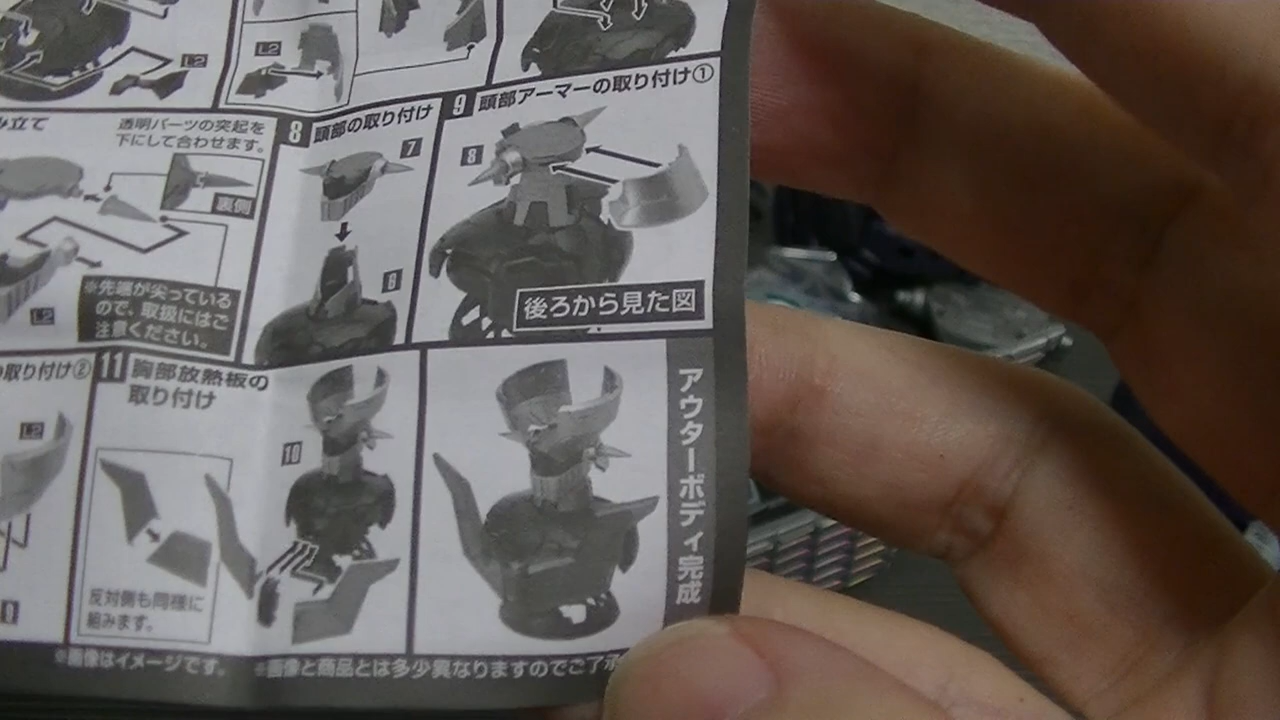 L2
L2
み立て
透明パーツの突起を
下にして合わせます。
裏側
※先端が尖っている
ので、取扱にはご
注意ください。
L2
8 頭部の取り付け
7
6
9 頭部アーマーの取り付け①
8
後ろから見た図
取り付け②
L2
9
11 胸部放熱板の
取り付け
10
反対側も同様に
組みます。
アウターボディ完成
※画像はイメージです。
※画像と商品とは多少異なりますのでご了承